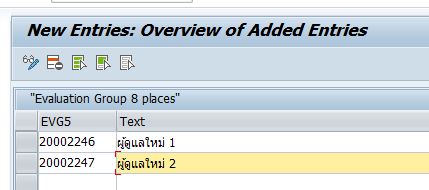 New Entries: Overview of Added Entries
"Evaluation Group 8 places"
EVG5 Text
20002246 ผู้ดูแลใหม่ 1
20002247 ผู้ดูแลใหม่ 2